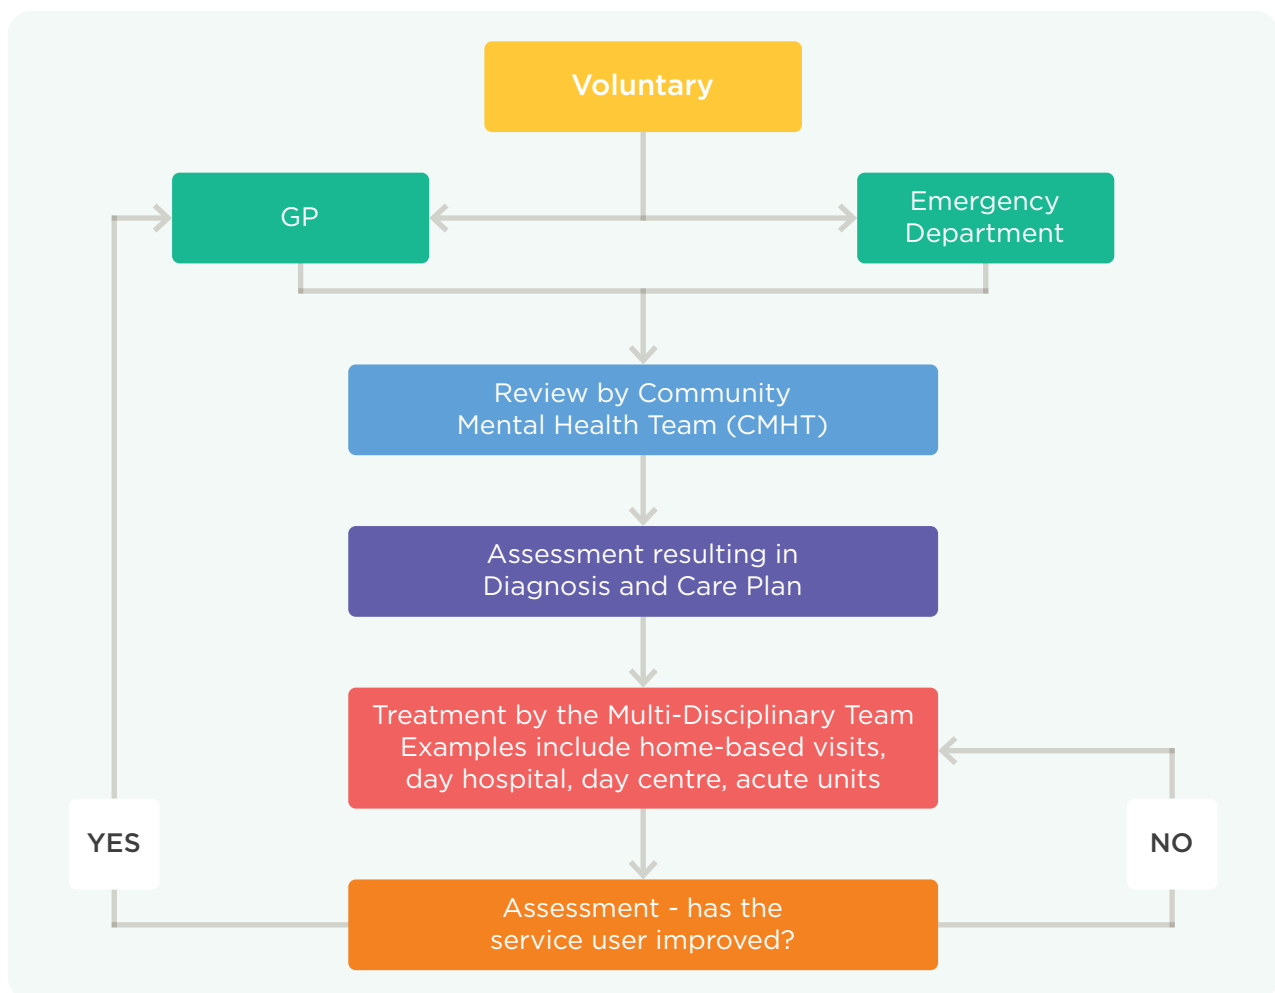 Voluntary
GP
Emergency
Department
Review by Community
Mental Health Team (CMHT)
Assessment resulting in
Diagnosis and Care Plan
Treatment by the Multi-Disciplinary Team
Examples include home-based visits,
day hospital, day centre, acute units
YES
NO
Assessment - has the
service user improved?